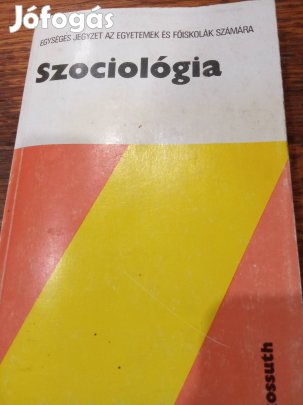 Jófogás
EGYSÉGES JEGYZET AZ EGYETEMEK ÉS FŐISKOLÁK SZÁMÁRA
Szociológia
ossuth